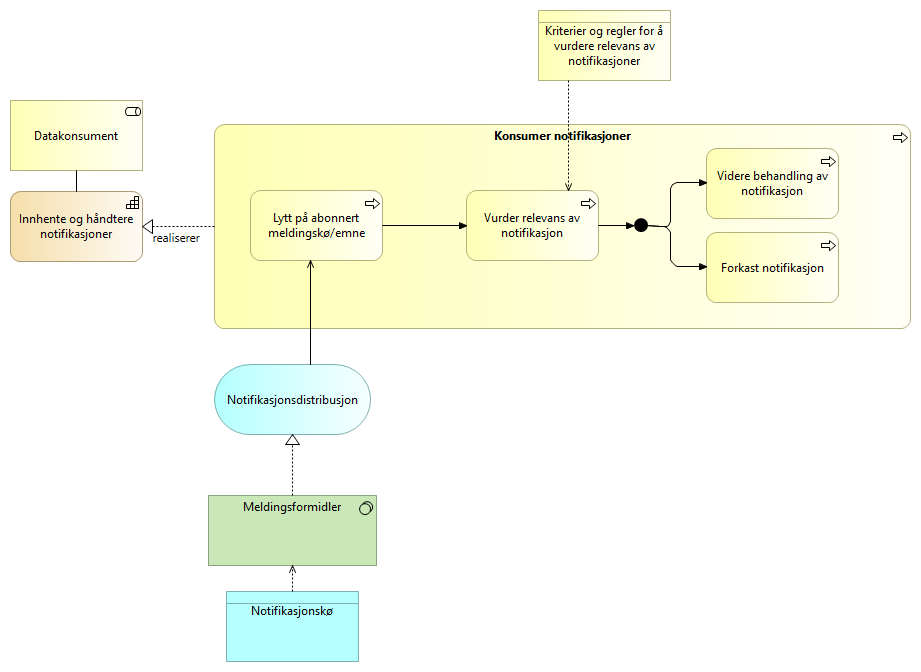 Kriterier og regler for å
vurdere relevans av
notifikasjoner
Datakonsument
Konsumer notifikasjoner
Innhente og håndtere
notifikasjoner
realiserer
Lytt på abonnert
meldingskø/emne
Vurder relevans av
notifikasjon
Videre behandling av
notifikasjon
Forkast notifikasjon
Notifikasjonsdistribusjon
Meldingsformidler
Notifikasjonskø